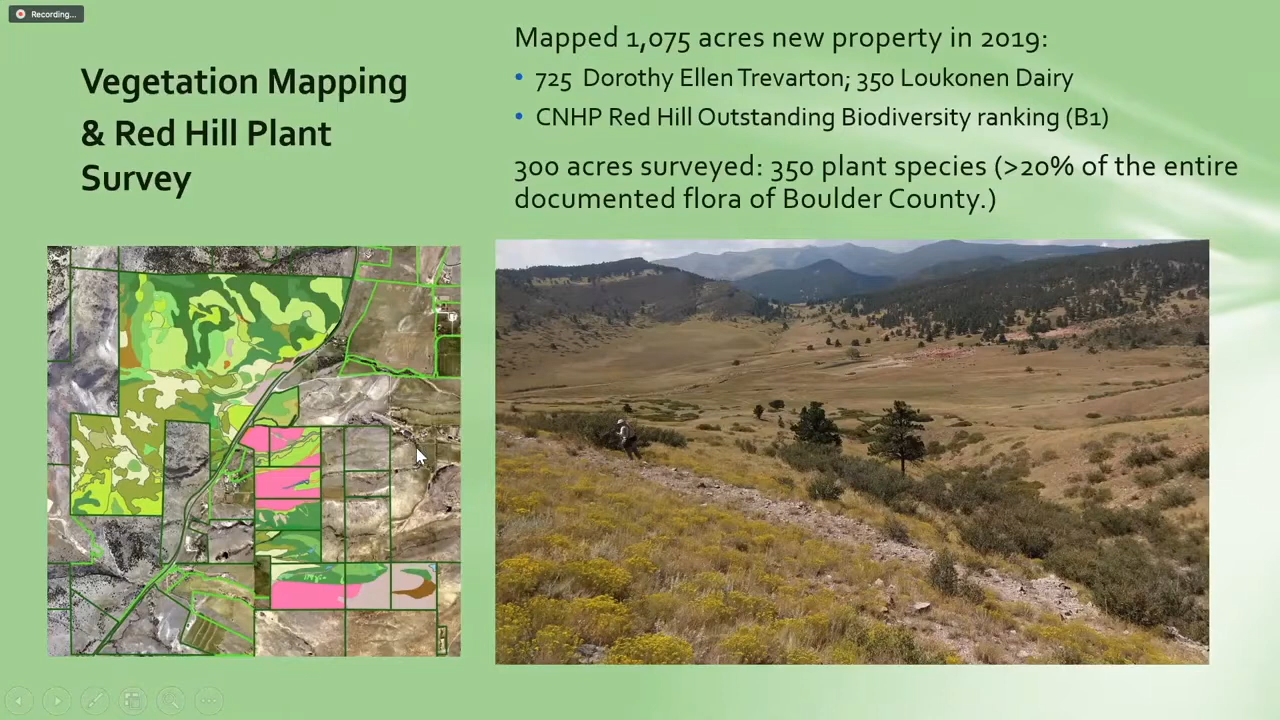 Recording...
Vegetation Mapping
& Red Hill Plant
Survey
Mapped 1,075 acres new property in 2019:
• 725 Dorothy Ellen Trevarton; 350 Loukonen Dairy
• CNHP Red Hill Outstanding Biodiversity ranking (B1)
300 acres surveyed: 350 plant species (>20% of the entire
documented flora of Boulder County.)